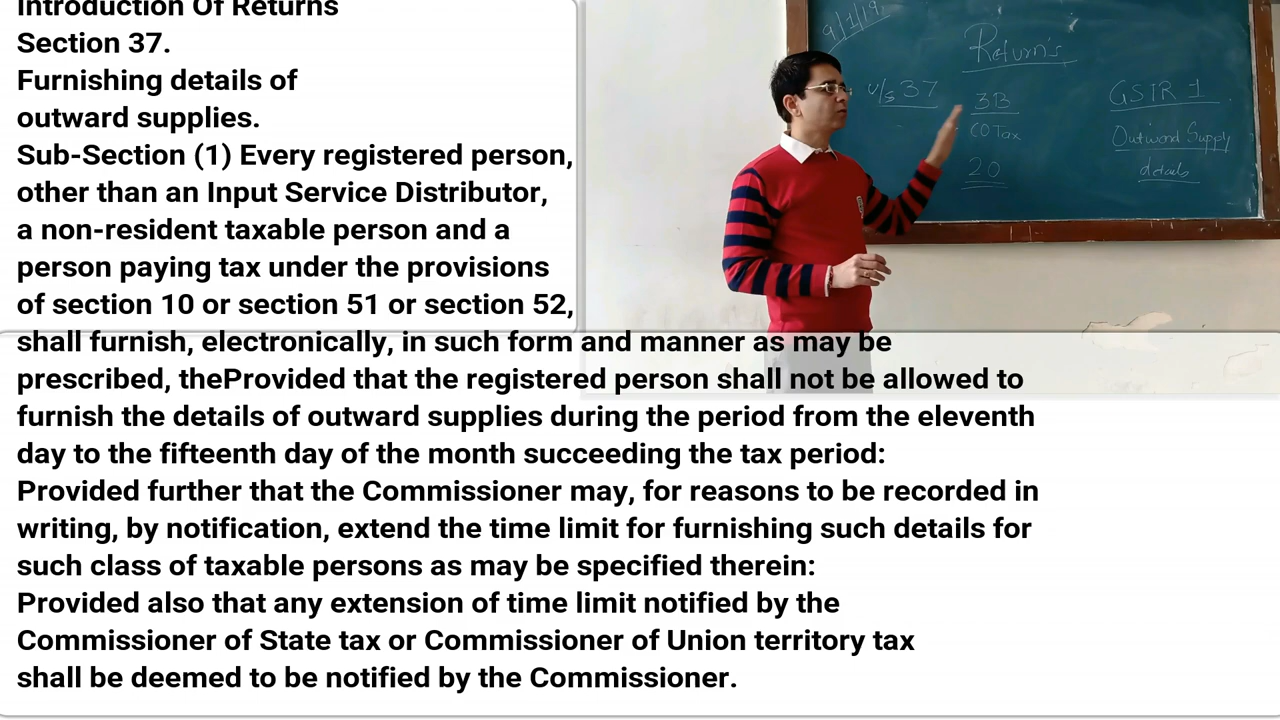 Introduction Of Returns
Section 37.
Furnishing details of
outward supplies.
Sub-Section (1) Every registered person,
other than an Input Service Distributor,
a non-resident taxable person and a
person paying tax under the provisions
of section 10 or section 51 or section 52,
shall furnish, electronically, in such form and manner as may be
prescribed, theProvided that the registered person shall not be allowed to
furnish the details of outward supplies during the period from the eleventh
day to the fifteenth day of the month succeeding the tax period:
Provided further that the Commissioner may, for reasons to be recorded in
writing, by notification, extend the time limit for furnishing such details for
such class of taxable persons as may be specified therein:
Provided also that any extension of time limit notified by the
Commissioner of State tax or Commissioner of Union territory tax
shall be deemed to be notified by the Commissioner.
9/1/19
Return's
u/s 37
3B
COTax
20
GSTR 1
Outword Supply
details